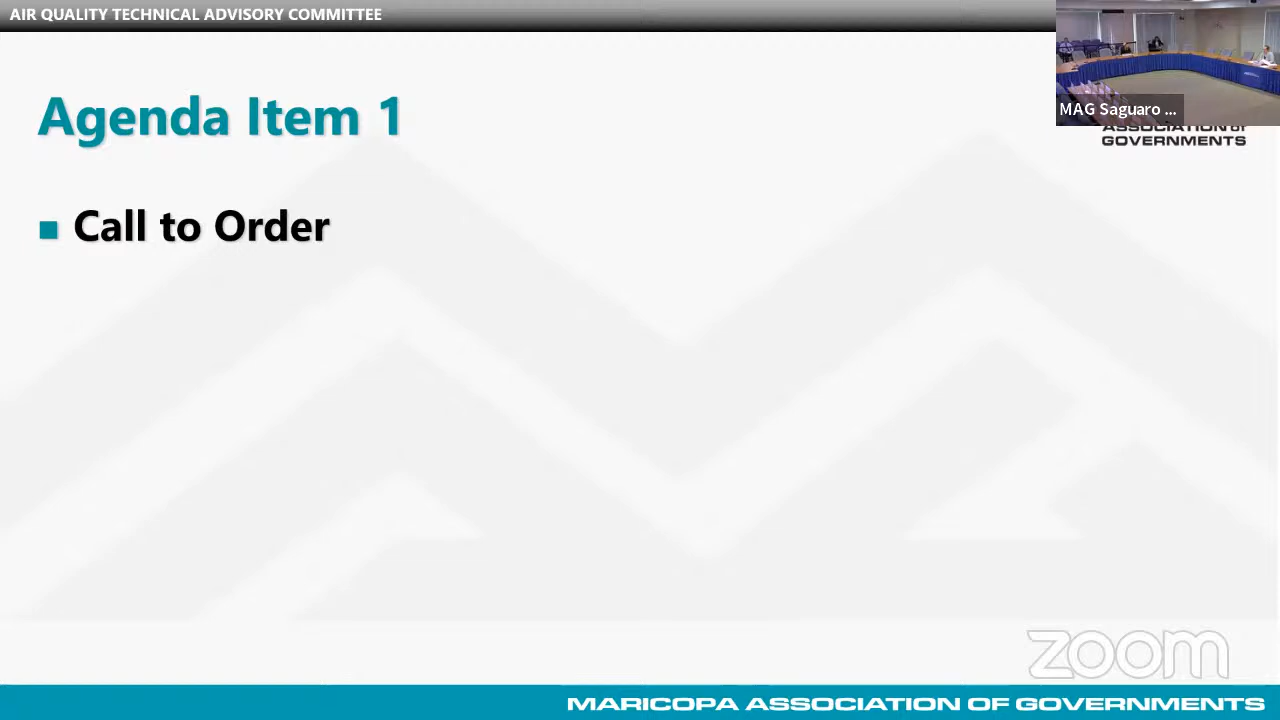 AIR QUALITY TECHNICAL ADVISORY COMMITTEE
MAG Saguaro ...
ASSOCIATION of
GOVERNMENTS
Agenda Item 1
Call to Order
zoom
MARICOPA ASSOCIATION OF GOVERNMENTS